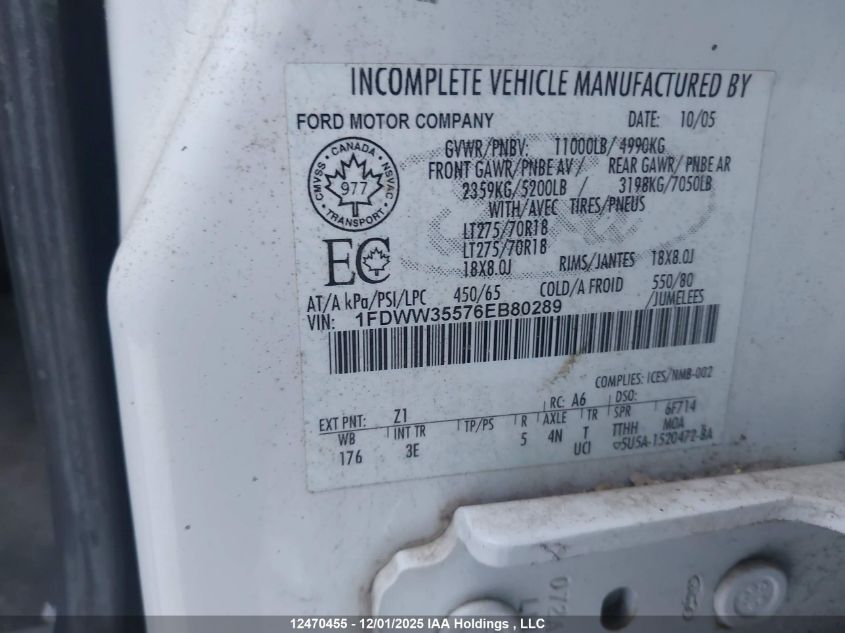 INCOMPLETE VEHICLE MANUFACTURED BY
FORD MOTOR COMPANY DATE: 10/05
GVWR/PNBV: 11000LB/ 4990KG
FRONT GAWR/PNBE AV / REAR GAWR/ PNBE AR
2359KG/5200LB / 3198KG/7050LB
WITH/AVEC TIRES/PNEUS
LT275/70R18
LT275/70R18
18X8.0J RIMS/JANTES 18X8.0J
AT/A kPa/PSI/LPC 450/65 COLD/A FROID 550/80
/JUMELEES
CANADA
CMVSS NSVAC
977
TRANSPORT
EC
VIN: 1FDWW35576EB80289
COMPLIES: ICES/NMB-002
EXT PNT: Z1 RC: A6 DSO:
WB INT TR TP/PS R AXLE TR SPR 6F714
176 3E 5 4N T TTHH MOA
UCI 5U5A-1520472-BA
12470455 - 12/01/2025 IAA Holdings , LLC